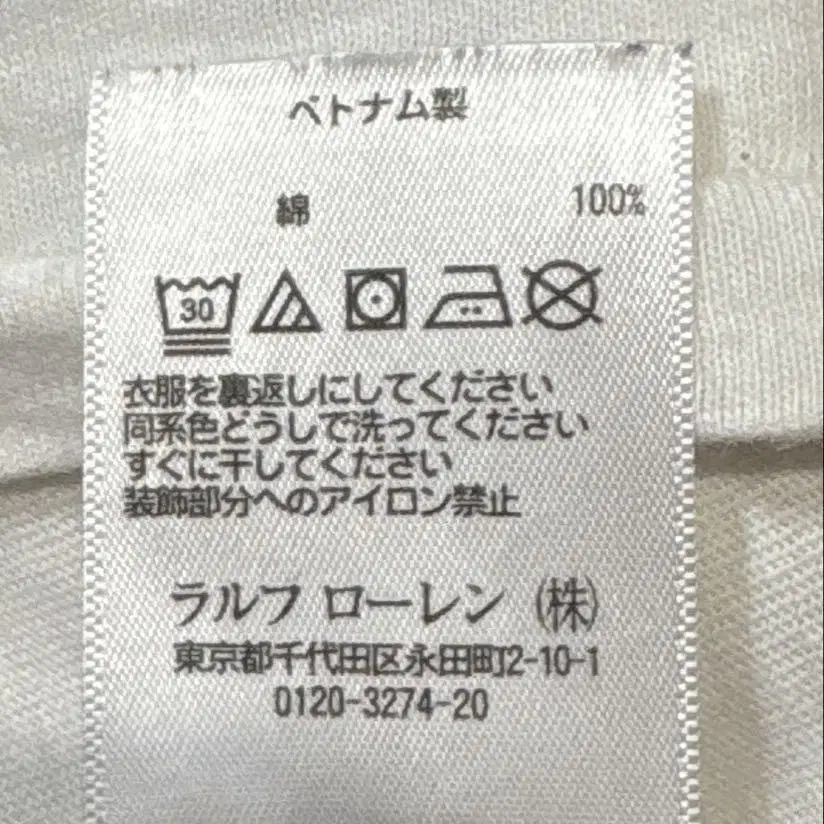 ベトナム製
綿 100%
30
衣服を裏返しにしてください
同系色どうしで洗ってください
すぐに干してください
装飾部分へのアイロン禁止
ラルフ ローレン (株)
東京都千代田区永田町2-10-1
0120-3274-20